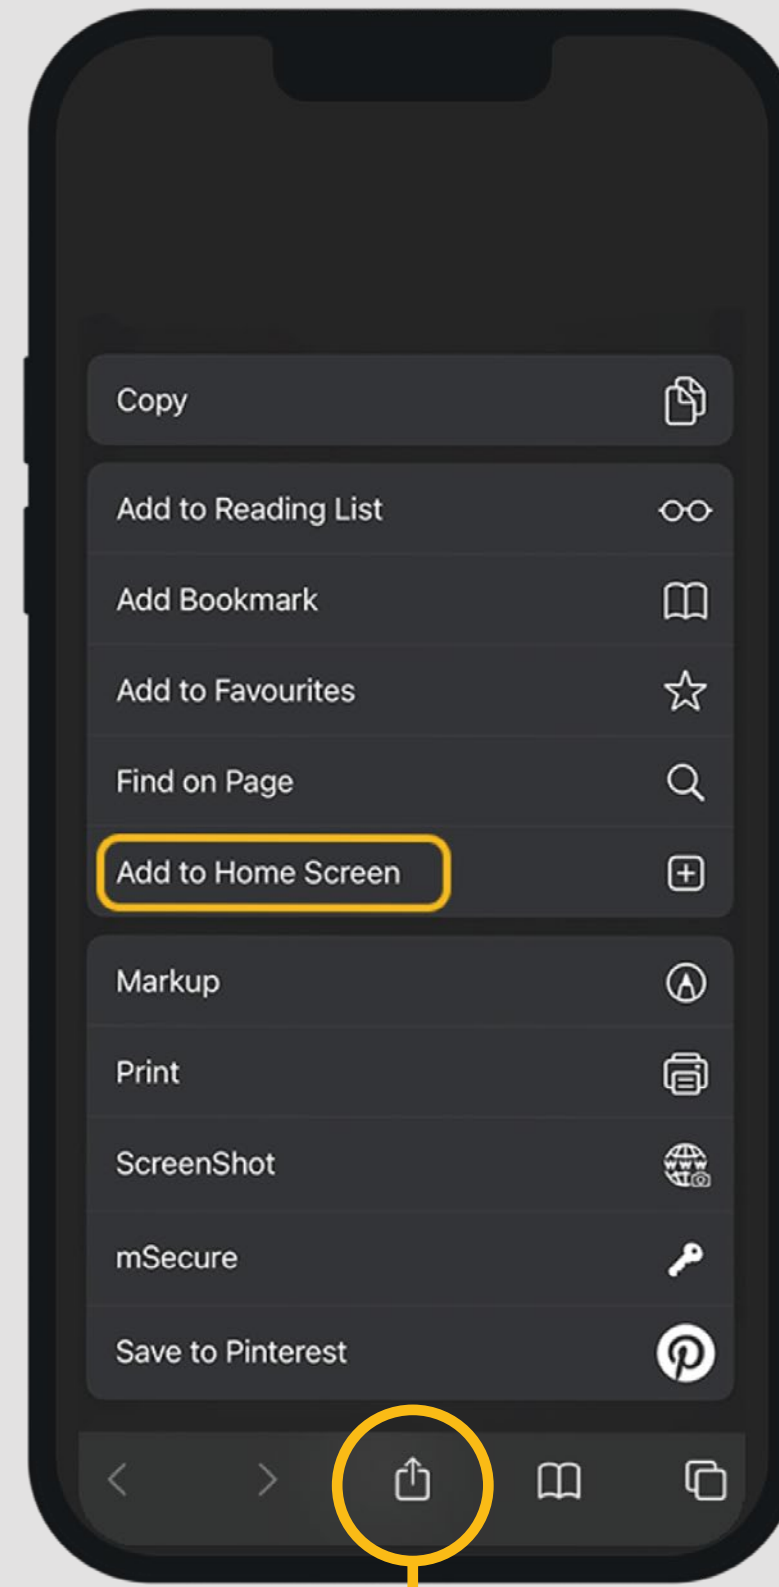 Copy
Add to Reading List
Add Bookmark
Add to Favourites
Find on Page
Add to Home Screen
Markup
Print
ScreenShot
www
mSecure
Save to Pinterest